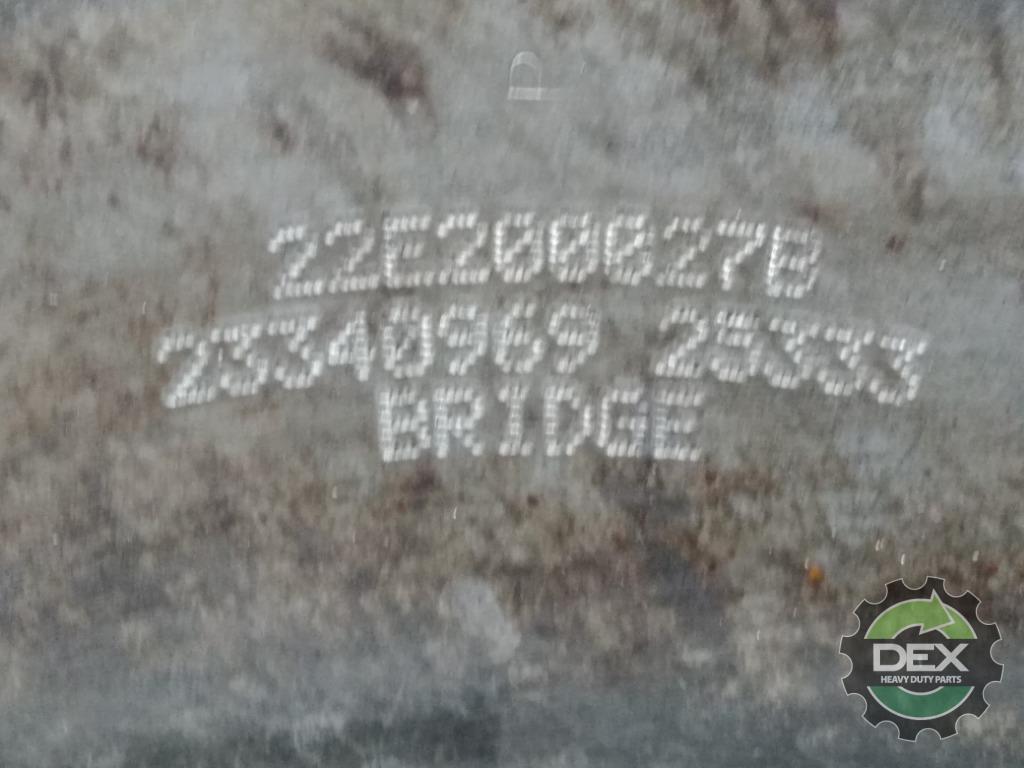 22E200027B
23340969 25333
BRIDGE
DEX
HEAVY DUTY PARTS